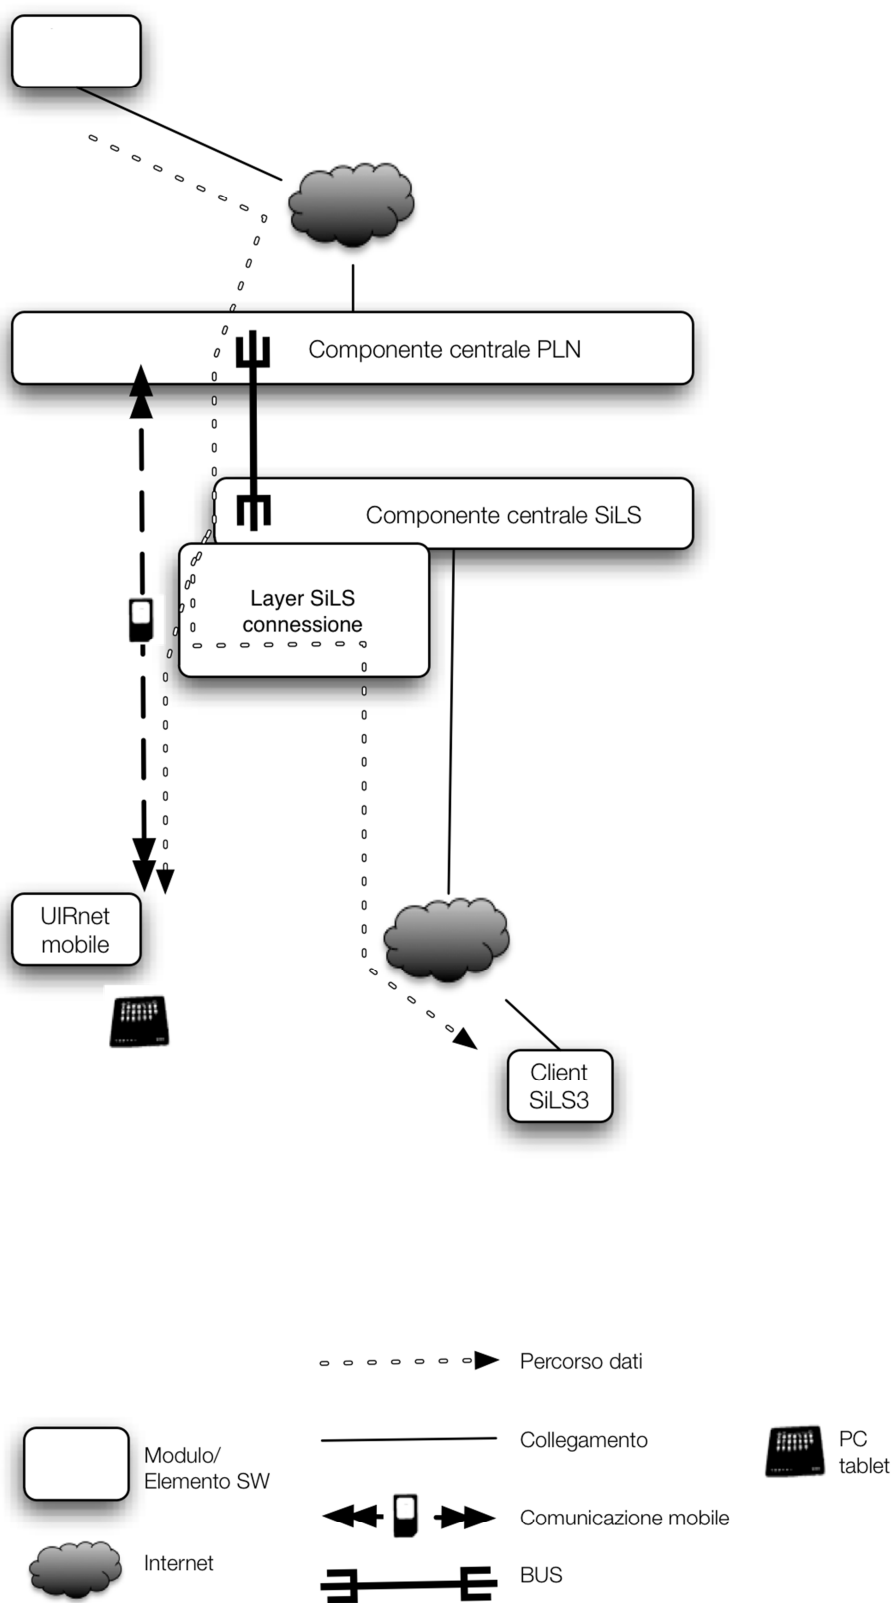 Componente centrale PLN
Componente centrale SiLS
Layer SiLS
connessione
UIRnet
mobile
Client
SiLS3
Percorso dati
Collegamento
Modulo/
Elemento SW
PC
tablet
Comunicazione mobile
Internet
BUS